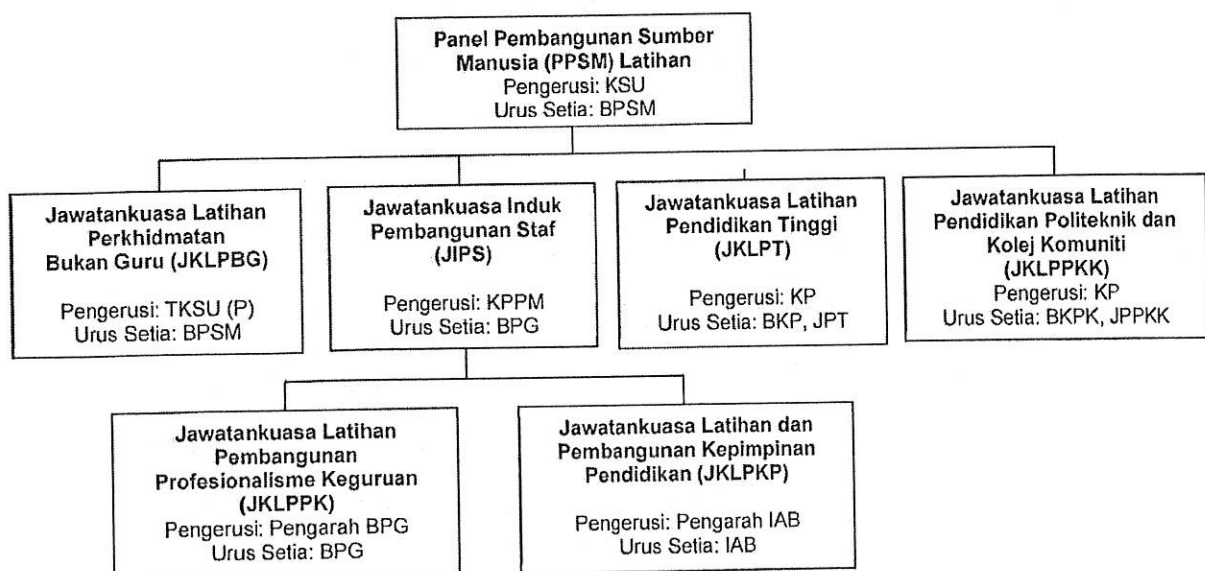 Panel Pembangunan Sumber
Manusia (PPSM) Latihan
Pengerusi: KSU
Urus Setia: BPSM
Jawatankuasa Latihan
Perkhidmatan
Bukan Guru (JKLPBG)
Pengerusi: TKSU (P)
Urus Setia: BPSM
Jawatankuasa Induk
Pembangunan Staf
(JIPS)
Pengerusi: KPPM
Urus Setia: BPG
Jawatankuasa Latihan
Pendidikan Tinggi
(JKLPT)
Pengerusi: KP
Urus Setia: BKP, JPT
Jawatankuasa Latihan
Pendidikan Politeknik dan
Kolej Komuniti
(JKLPPKK)
Pengerusi: KP
Urus Setia: BKPK, JPPKK
Jawatankuasa Latihan
Pembangunan
Profesionalisme Keguruan
(JKLPPK)
Pengerusi: Pengarah BPG
Urus Setia: BPG
Jawatankuasa Latihan dan
Pembangunan Kepimpinan
Pendidikan (JKLPKP)
Pengerusi: Pengarah IAB
Urus Setia: IAB